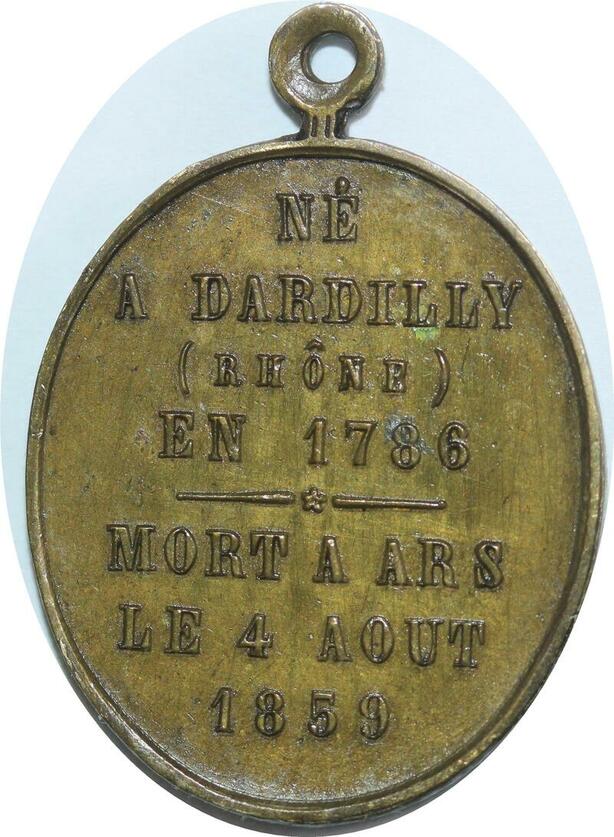 NÉ
A DARDILLY
(RHÔNE)
EN 1786
MORT A ARS
LE 4 AOUT
1859